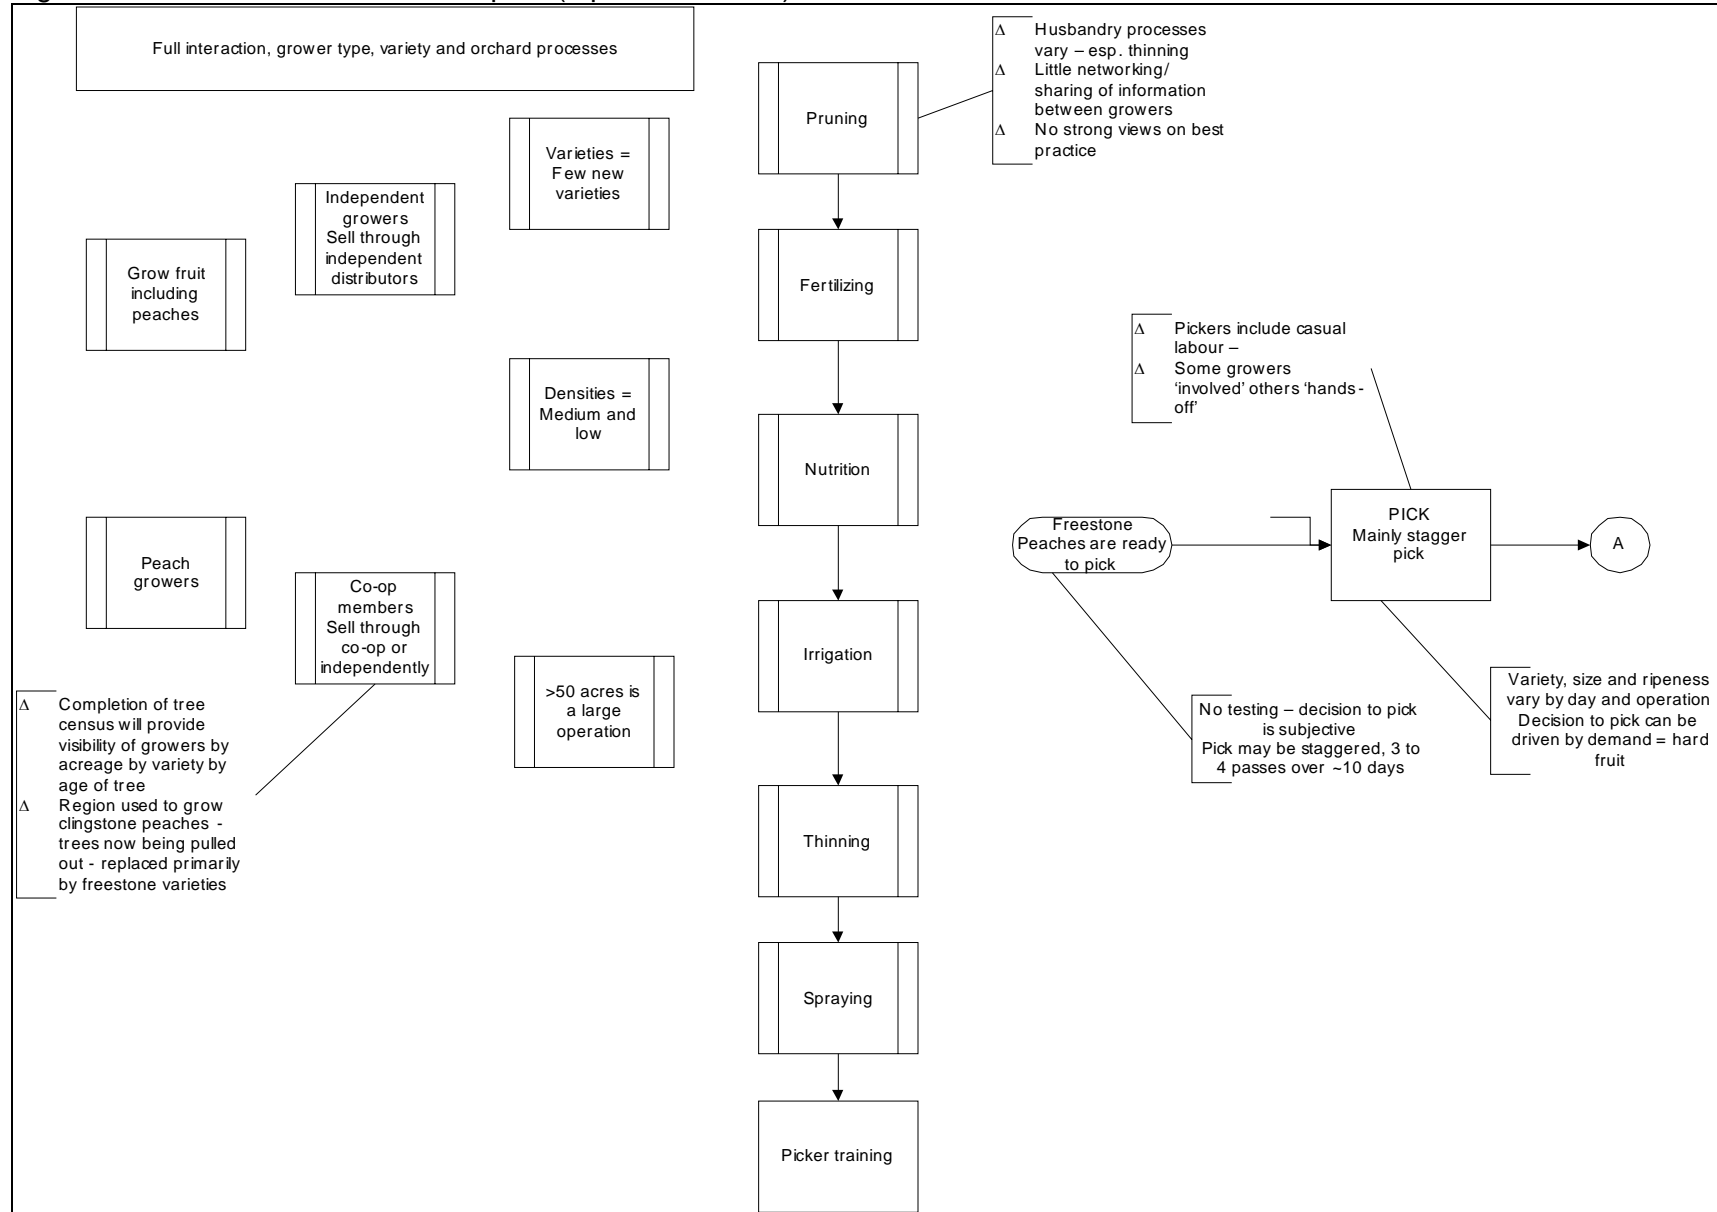 Full interaction, grower type, variety and orchard processes
Grow fruit
including
peaches
Peach
growers
Independent
growers
Sell through
independent
distributors
Co-op
members
Sell through
co-op or
independently
Varieties =
Few new
varieties
Densities =
Medium and
low
>50 acres is
a large
operation
Δ Completion of tree
census will provide
visibility of growers by
acreage by variety by
age of tree
Δ Region used to grow
clingstone peaches -
trees now being pulled
out - replaced primarily
by freestone varieties
Pruning
Fertilizing
Nutrition
Irrigation
Thinning
Spraying
Picker training
Δ Husbandry processes
vary – esp. thinning
Δ Little networking/
sharing of information
between growers
Δ No strong views on best
practice
Δ Pickers include casual
labour –
Δ Some growers
‘involved’ others ‘hands-
off’
Freestone
Peaches are ready
to pick
PICK
Mainly stagger
pick
A
No testing – decision to pick
is subjective
Pick may be staggered, 3 to
4 passes over ~10 days
Variety, size and ripeness
vary by day and operation
Decision to pick can be
driven by demand = hard
fruit